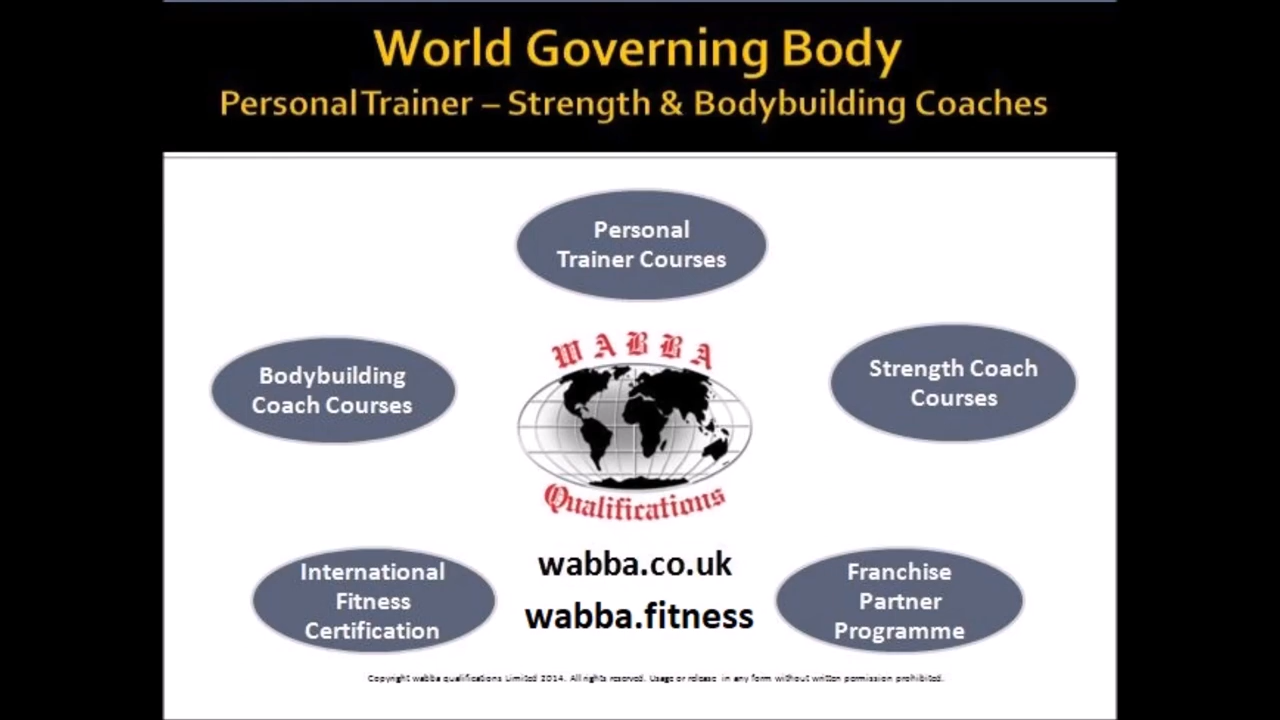 World Governing Body
Personal Trainer – Strength & Bodybuilding Coaches
Personal
Trainer Courses
Bodybuilding
Coach Courses
WABBA
Qualifications
Strength Coach
Courses
International
Fitness
Certification
wabba.co.uk
wabba.fitness
Franchise
Partner
Programme
Copyright wabba qualifications Limited 2014. All rights reserved. Usage or release in any form without written permission prohibited.